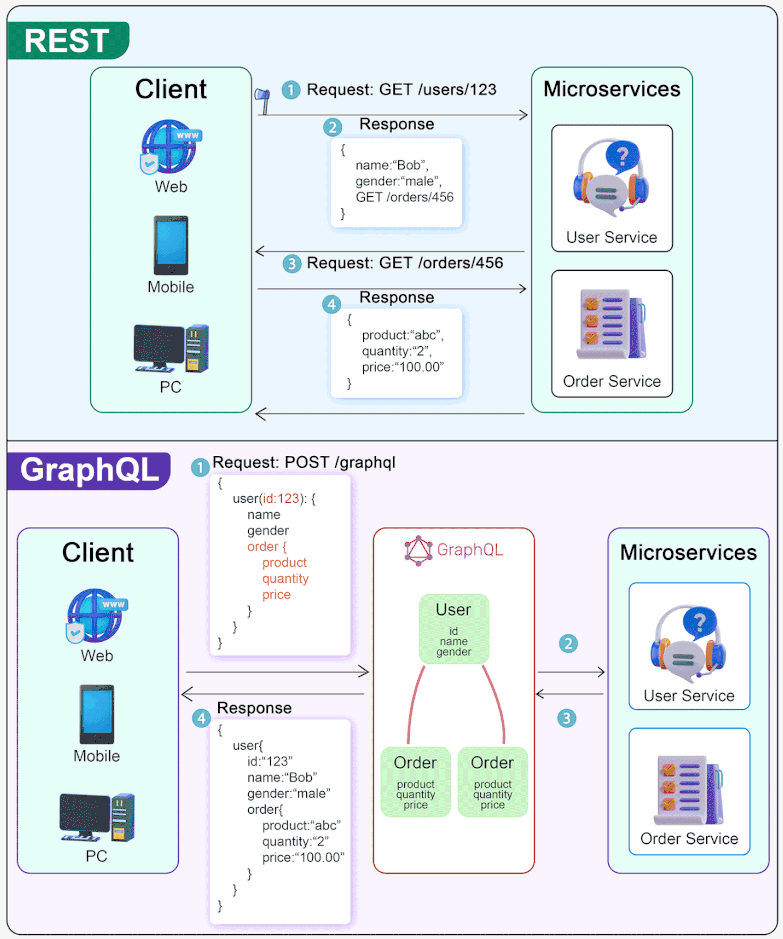 REST
Client
www
Web
Mobile
PC
1 Request: GET /users/123
2 Response
{
name:“Bob”,
gender:“male”,
GET /orders/456
}
3 Request: GET /orders/456
4 Response
{
product:“abc”,
quantity:“2”,
price:“100.00”
}
Microservices
?
User Service
Order Service
GraphQL
Client
www
Web
Mobile
PC
1 Request: POST /graphql
{
user(id:123): {
name
gender
order {
product
quantity
price
}
}
}
4 Response
{
user{
id:“123”
name:“Bob”
gender:“male”
order{
product:“abc”
quantity:“2”
price:“100.00”
}
}
}
GraphQL
User
id
name
gender
Order
product
quantity
price
Order
product
quantity
price
2
3
Microservices
?
User Service
Order Service